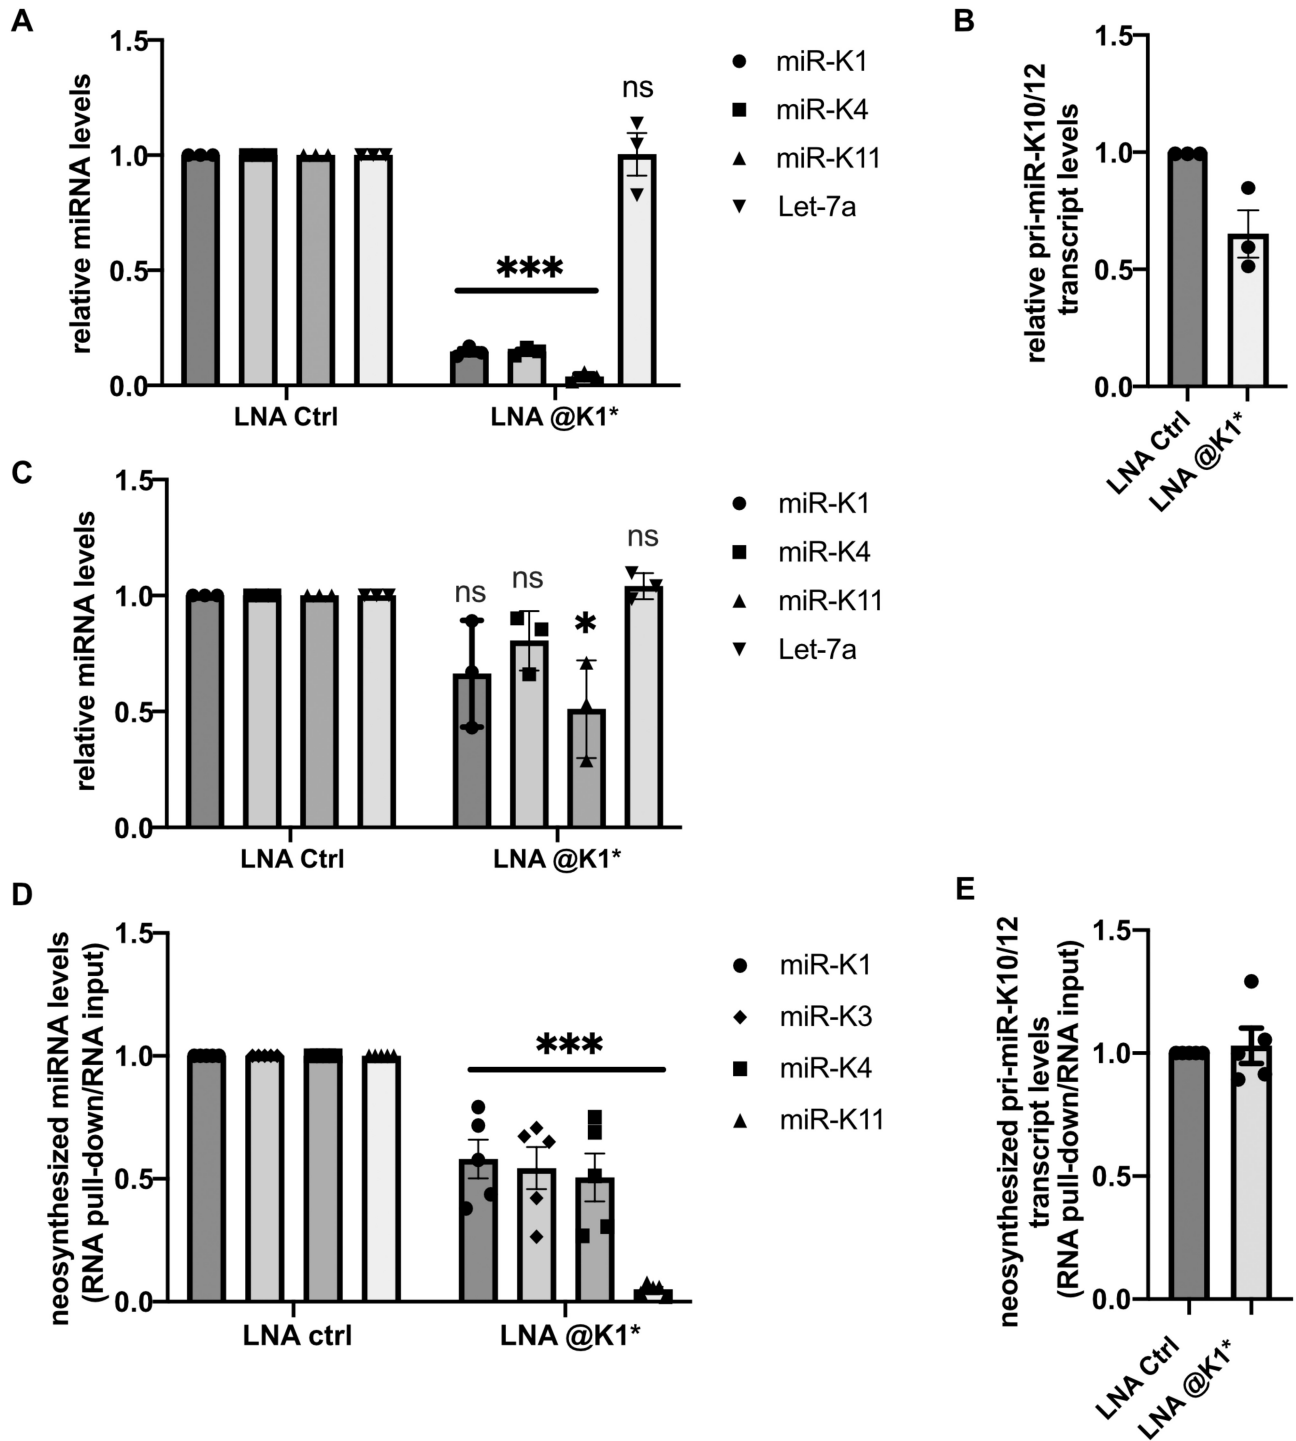 A
relative miRNA levels
1.5
1.0
0.5
0.0
ns
***
LNA Ctrl
LNA @K1*
miR-K1
miR-K4
miR-K11
Let-7a
B
relative pri-miR-K10/12
transcript levels
1.5
1.0
0.5
0.0
LNA Ctrl
LNA @K1*
C
relative miRNA levels
1.5
1.0
0.5
0.0
ns
ns
*
ns
LNA Ctrl
LNA @K1*
miR-K1
miR-K4
miR-K11
Let-7a
D
neosynthesized miRNA levels
(RNA pull-down/RNA input)
1.5
1.0
0.5
0.0
***
LNA ctrl
LNA @K1*
miR-K1
miR-K3
miR-K4
miR-K11
E
neosynthesized pri-miR-K10/12
transcript levels
(RNA pull-down/RNA input)
1.5
1.0
0.5
0.0
LNA Ctrl
LNA @K1*